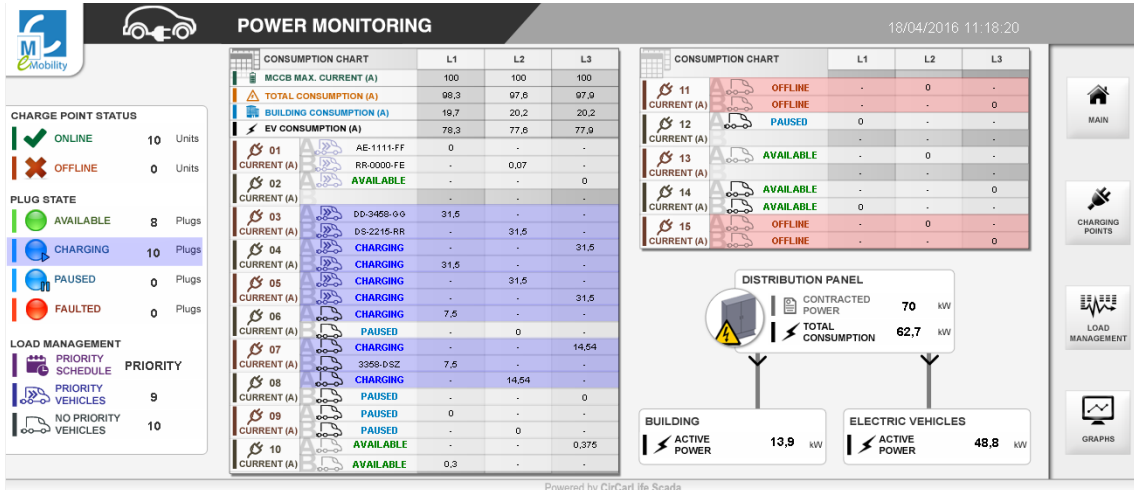 POWER MONITORING
18/04/2016 11:18:20
M
e
Mobility
CHARGE POINT STATUS
ONLINE 10 Units
OFFLINE 0 Units
PLUG STATE
AVAILABLE 8 Plugs
CHARGING 10 Plugs
PAUSED 0 Plugs
FAULTED 0 Plugs
LOAD MANAGEMENT
PRIORITY SCHEDULE PRIORITY
PRIORITY VEHICLES 9
NO PRIORITY VEHICLES 10
CONSUMPTION CHART L1 L2 L3
MCCB MAX. CURRENT (A) 100 100 100
TOTAL CONSUMPTION (A) 98,3 97,6 97,9
BUILDING CONSUMPTION (A) 19,7 20,2 20,2
EV CONSUMPTION (A) 78,3 77,6 77,9
01 A AE-1111-FF 0 - -
CURRENT (A) B RR-0000-FE - 0,07 -
02 A AVAILABLE - - 0
CURRENT (A) B - - -
03 A DD-3458-GG 31,5 - -
CURRENT (A) B DS-2215-RR - 31,5 -
04 A CHARGING - - 31,5
CURRENT (A) B CHARGING 31,5 - -
05 A CHARGING - 31,5 -
CURRENT (A) B CHARGING - - 31,5
06 A CHARGING 7,5 - -
CURRENT (A) B PAUSED - 0 -
07 A CHARGING - - 14,54
CURRENT (A) B 3358-DSZ 7,5 - -
08 A CHARGING - 14,54 -
CURRENT (A) B PAUSED - - 0
09 A PAUSED 0 - -
CURRENT (A) B PAUSED - 0 -
10 A AVAILABLE - - 0,375
CURRENT (A) B AVAILABLE 0,3 - -
CONSUMPTION CHART L1 L2 L3
11 A OFFLINE - 0 -
CURRENT (A) B OFFLINE - - 0
12 A PAUSED 0 - -
CURRENT (A) B - - -
13 A AVAILABLE - 0 -
CURRENT (A) B - - -
14 A AVAILABLE - - 0
CURRENT (A) B AVAILABLE 0 - -
15 A OFFLINE 0 -
CURRENT (A) B OFFLINE - - 0
DISTRIBUTION PANEL
CONTRACTED POWER 70 kW
TOTAL CONSUMPTION 62,7 kW
BUILDING
ACTIVE POWER 13,9 kW
ELECTRIC VEHICLES
ACTIVE POWER 48,8 kW
MAIN
CHARGING
POINTS
LOAD
MANAGEMENT
GRAPHS
Powered by CirCarLife Scada